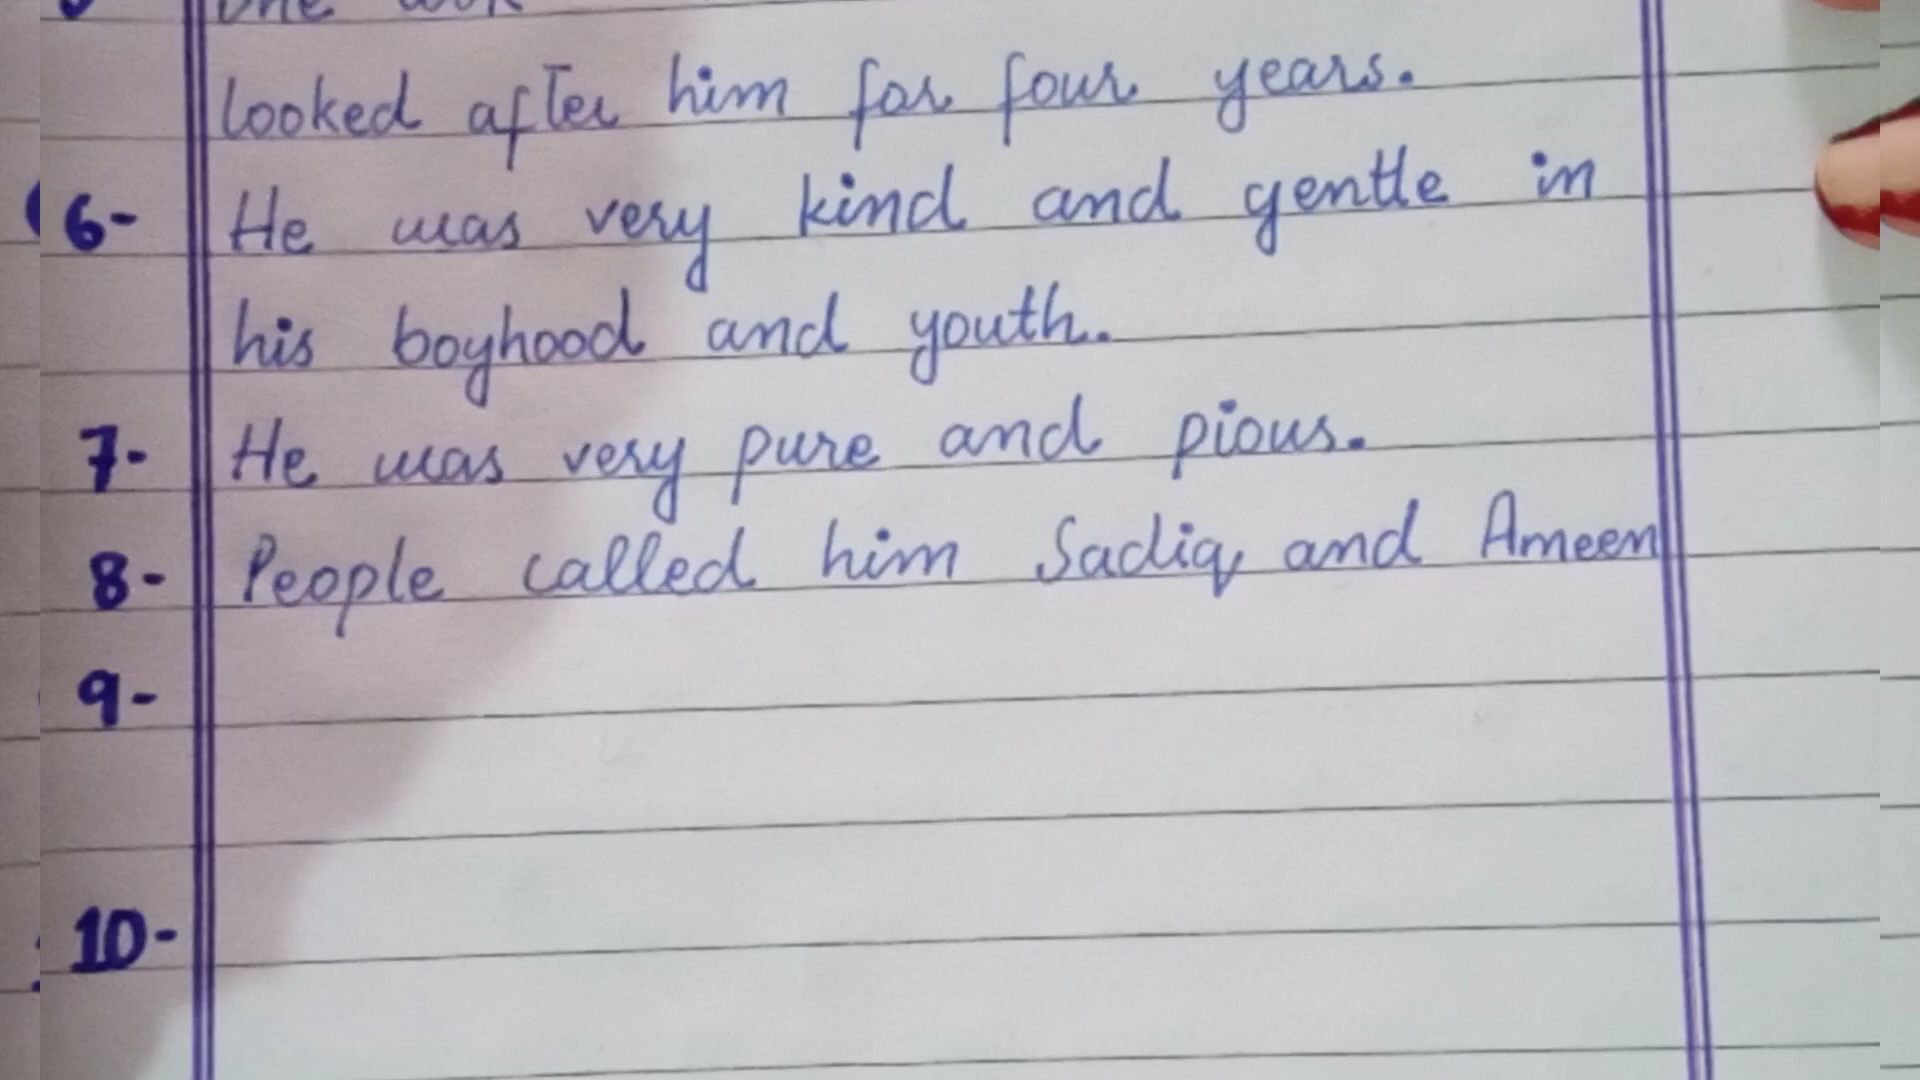 looked after him for four years.
6- He was very kind and gentle in
his boyhood and youth.
7- He was very pure and pious.
8- People called him Sadiq and Ameen
9-
10-